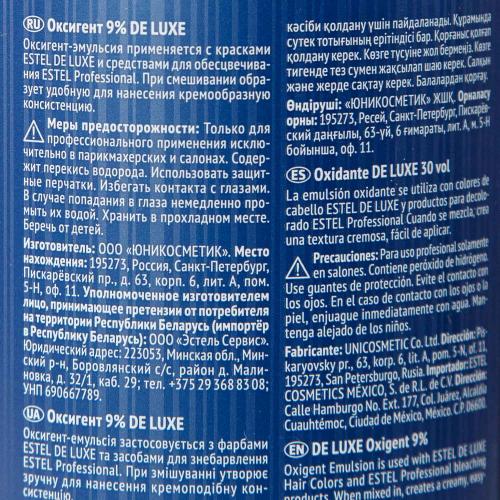 RU Оксигент 9% DE LUXE
Оксигент-эмульсия применяется с красками
ESTEL DE LUXE и средствами для обесцвечива-
ния ESTEL Professional. При смешивании обра-
зует удобную для нанесения кремообразную
консистенцию.
Меры предосторожности: Только для
профессионального применения исклю-
чительно в парикмахерских и салонах. Содер-
жит перекись водорода. Использовать защит-
ные перчатки. Избегать контакта с глазами.
В случае попадания в глаза немедленно про-
мыть их водой. Хранить в прохладном месте.
Беречь от детей.
Изготовитель: ООО «ЮНИКОСМЕТИК». Место
нахождения: 195273, Россия, Санкт-Петербург,
Пискарёвский пр., д. 63, корп. 6, лит. А, пом.
5-Н, оф. 11. Уполномоченное изготовителем
лицо, принимающее претензии от потребителя
на территории Республики Беларусь (импортёр
в Республику Беларусь): ООО «Эстель Сервис».
Юридический адрес: 223053, Минская обл., Мин-
ский р-н, Боровлянский с/с, район д. Мали-
новка, д. 32/1, каб. 29; тел. +375 29 368 83 08;
УНП 690667789.
UA Оксигент 9% DE LUXE
Оксигент-емульсія застосовується з фарбами
ESTEL DE LUXE та засобами для знебарвлення
ESTEL Professional. При змішуванні утворює
зручну для нанесення кремоподібну кон-
систенцію.
кәсіби қолдану үшін пайдаланады. Құрамында
сутек тотығының ерітіндісі бар. Қорғаныс қолғап
қолдану керек. Көзге түсуіне жол бермеңіз. Көзге
тигенде тез сумен жақсылап шаю керек. Салқын
және жерде сақтау керек. Балалардан қорғау.
Өндіруші: «ЮНИКОСМЕТИК» ЖШҚ. Орналасу
орны: 195273, Ресей, Санкт-Петербург, Пискарёв-
ский даңғылы, 63-үй, 6 ғимараты, лит. А, м. 5-Н
бойынша, оф. 11.
ES Oxidante DE LUXE 30 vol
La emulsión oxidante se utiliza con colores de
cabello ESTEL DE LUXE y productos para decolo-
rado ESTEL Professional Cuando se mezcla, crea
una textura cremosa, fácil de aplicar.
Precauciones: Para uso profesional solamente
en salones. Contiene peróxido de hidrógeno.
Use guantes de protección. Evite el contacto con
los ojos. En el caso de contacto con los ojos o la
piel, enjuague inmediatamente con agua. Man-
tenga alejado de los niños.
Fabricante: UNICOSMETIC Co. Ltd. Dirección: Pis-
karyovsky pr., 63, korp. 6, lit. A, pom. 5-N, of. 11,
195273, San Petersburgo, Rusia. Importador: ESTEL
COSMETICS MÉXICO, S. de R.L. de C.V. Dirección:
Calle Hamburgo No. Ext. 177, Col. Juárez, Alcaldía
Cuauhtémoc, Ciudad de México, México. C.P. 06600.
EN DE LUXE Oxigent 9%
Oxigent Emulsion is used with ESTEL DE LUXE
Hair Colors and ESTEL Professional bleaching
products. When mixed in, creates a creamy, easy